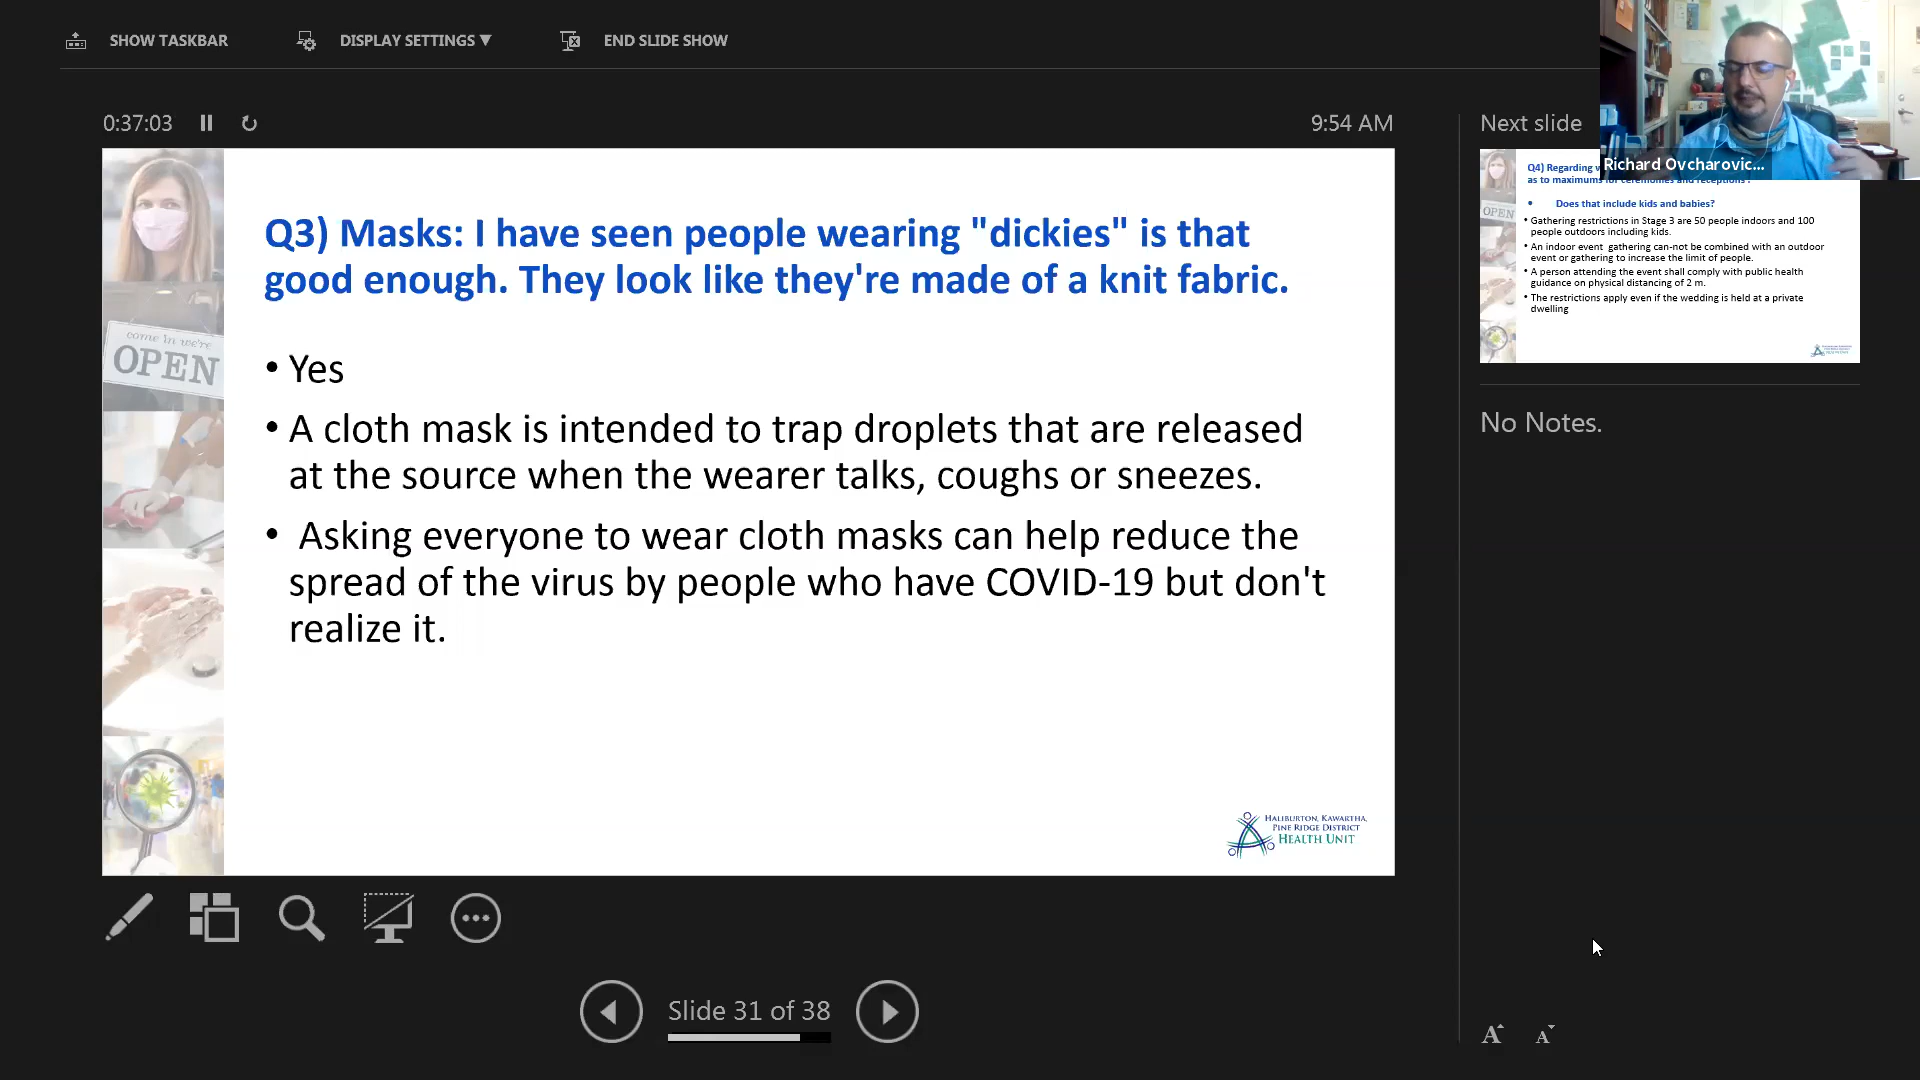 SHOW TASKBAR
DISPLAY SETTINGS ▼
END SLIDE SHOW
0:37:03
9:54 AM
Next slide
Richard Ovcharovic...
come in we're
OPEN
Q3) Masks: I have seen people wearing "dickies" is that
good enough. They look like they're made of a knit fabric.
• Yes
• A cloth mask is intended to trap droplets that are released
at the source when the wearer talks, coughs or sneezes.
• Asking everyone to wear cloth masks can help reduce the
spread of the virus by people who have COVID-19 but don't
realize it.
HALIBURTON, KAWARTHA,
PINE RIDGE DISTRICT
HEALTH UNIT
Q4) Regarding
as to maximums for ceremonies and receptions?
• Does that include kids and babies?
OPEN
• Gathering restrictions in Stage 3 are 50 people indoors and 100
people outdoors including kids.
• An indoor event gathering can-not be combined with an outdoor
event or gathering to increase the limit of people.
• A person attending the event shall comply with public health
guidance on physical distancing of 2 m.
• The restrictions apply even if the wedding is held at a private
dwelling
No Notes.
Slide 31 of 38
A A